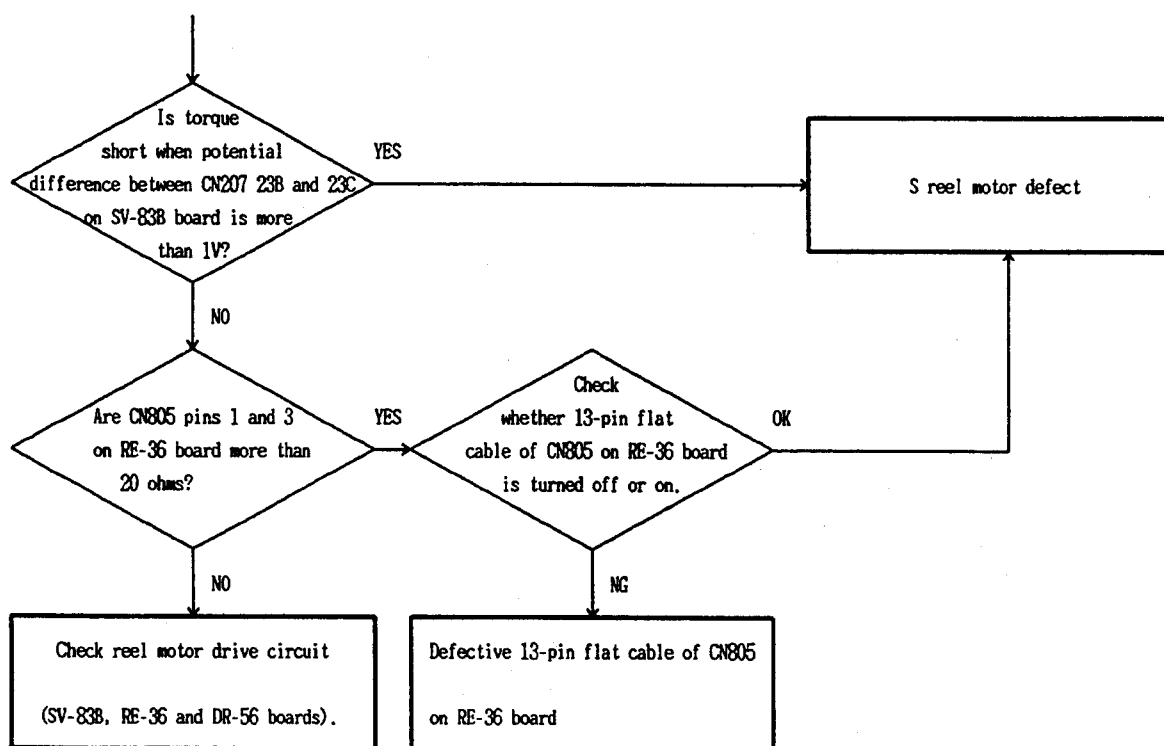 Is torque
short when potential
difference between CN207 23B and 23C
on SV-83B board is more
than 1V?
YES
S reel motor defect
NO
Are CN805 pins 1 and 3
on RE-36 board more than
20 ohms?
YES
Check
whether 13-pin flat
cable of CN805 on RE-36 board
is turned off or on.
OK
NO
NG
Check reel motor drive circuit
(SV-83B, RE-36 and DR-56 boards).
Defective 13-pin flat cable of CN805
on RE-36 board